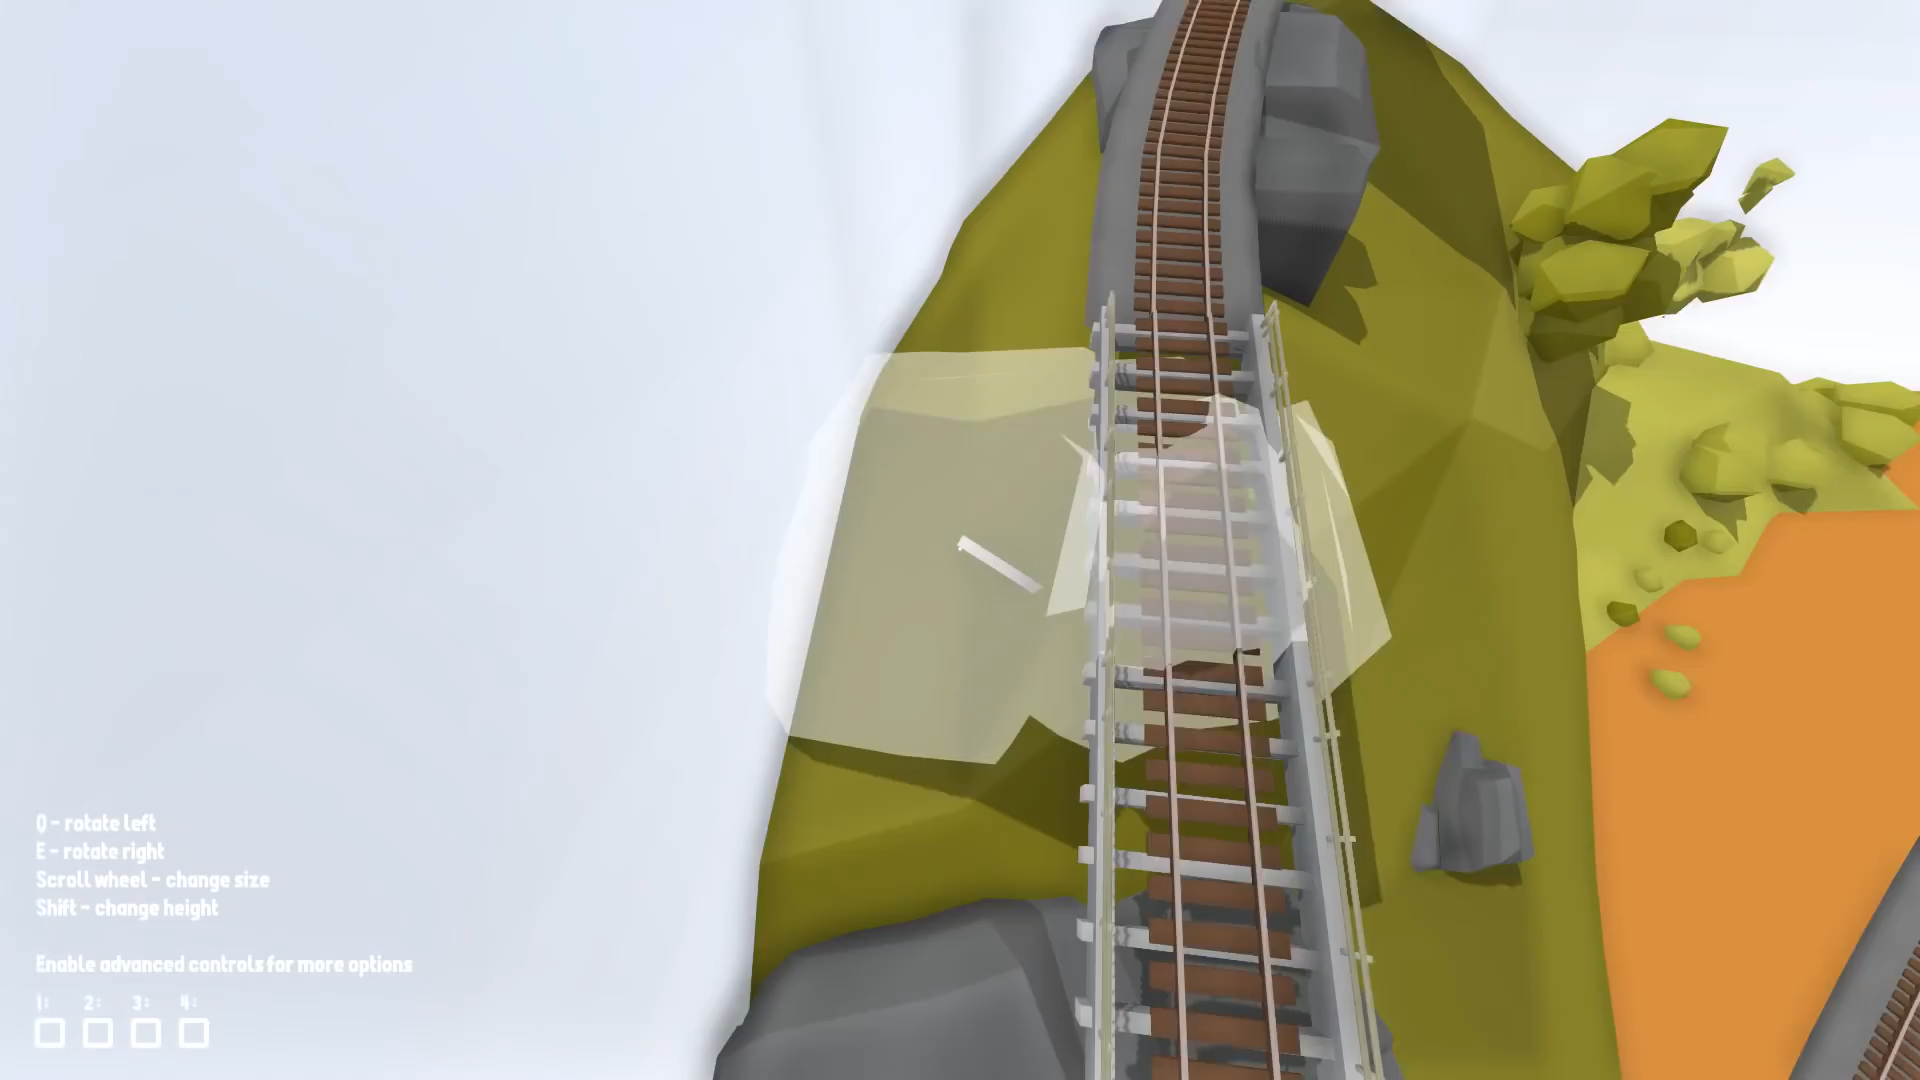 Q - rotate left
E - rotate right
Scroll wheel - change size
Shift - change height
Enable advanced controls for more options
1: 2: 3: 4: